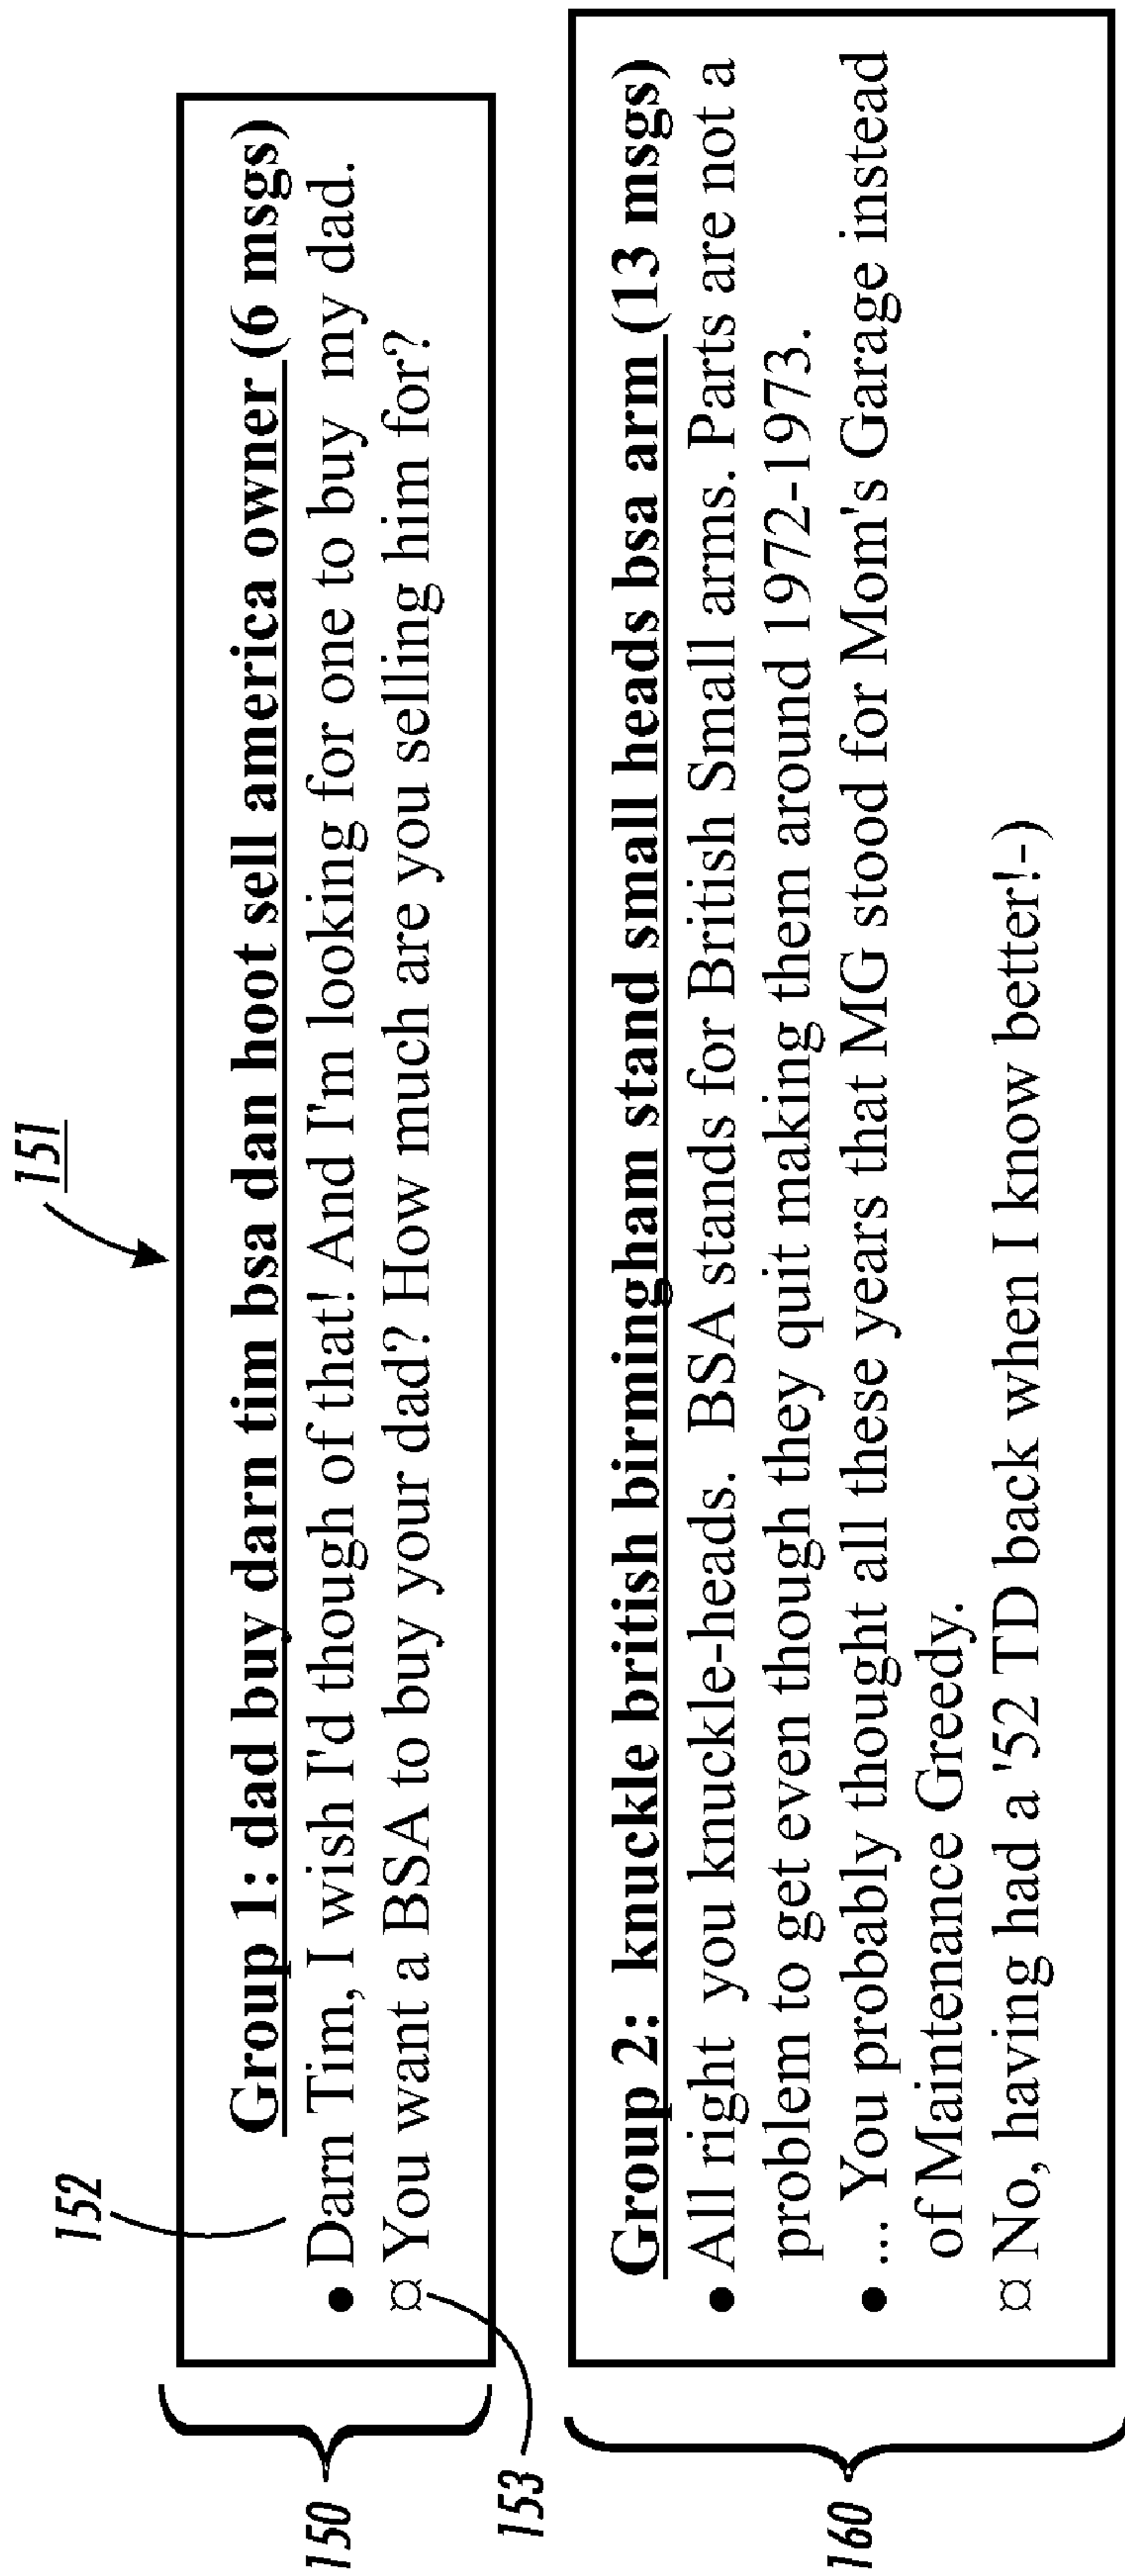 151
152
Group 1: dad buy darn tim bsa dan hoot sell america owner (6 msgs)
● Darn Tim, I wish I'd though of that! And I'm looking for one to buy my dad.
¤ You want a BSA to buy your dad? How much are you selling him for?
150
153
Group 2: knuckle british birmingham stand small heads bsa arm (13 msgs)
● All right you knuckle-heads. BSA stands for British Small arms. Parts are not a
problem to get even though they quit making them around 1972-1973.
● ... You probably thought all these years that MG stood for Mom's Garage instead
of Maintenance Greedy.
¤ No, having had a '52 TD back when I know better!-)
160